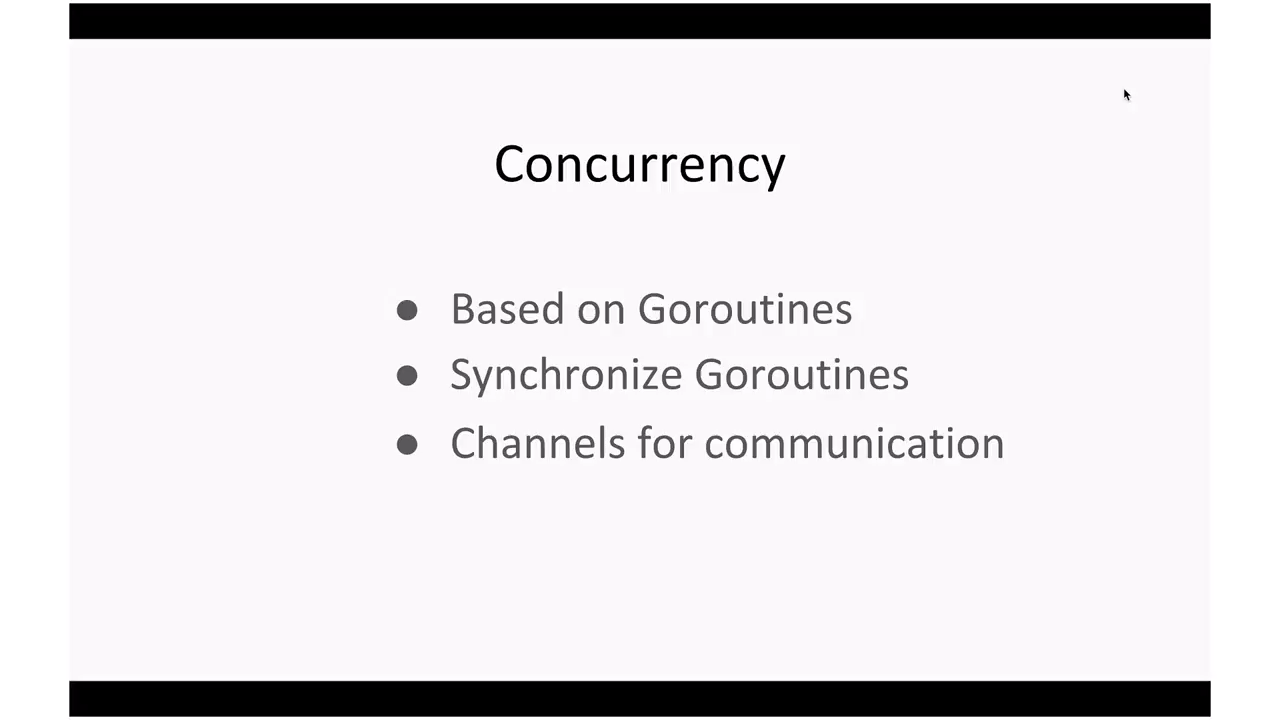 Concurrency
● Based on Goroutines
● Synchronize Goroutines
● Channels for communication